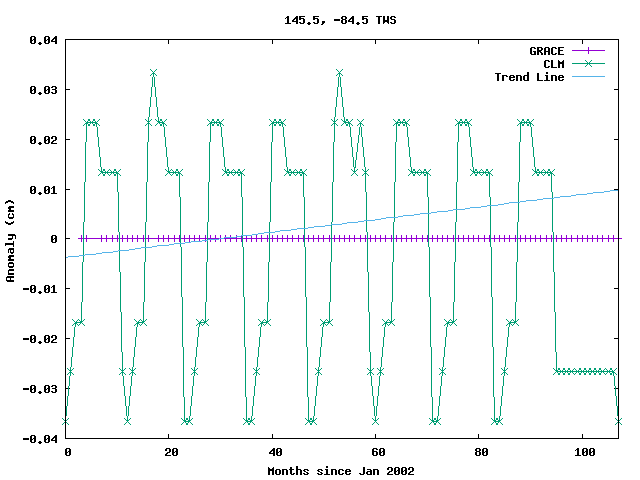 145.5, -84.5 TWS
GRACE
CLM
Trend Line
Anomaly (cm)
0.04
0.03
0.02
0.01
0
-0.01
-0.02
-0.03
-0.04
0 20 40 60 80 100
Months since Jan 2002